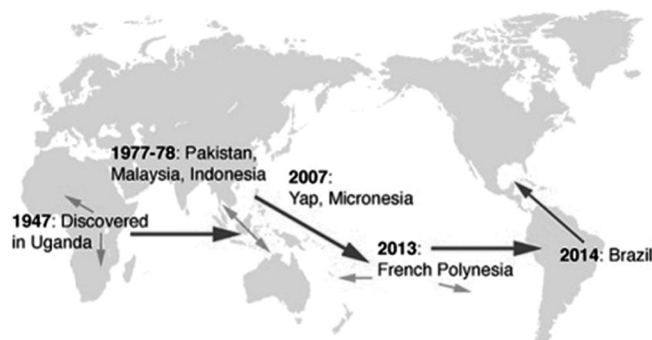 1977-78: Pakistan,
Malaysia, Indonesia
2007:
Yap, Micronesia
1947: Discovered
in Uganda
2013:
French Polynesia
2014: Brazil